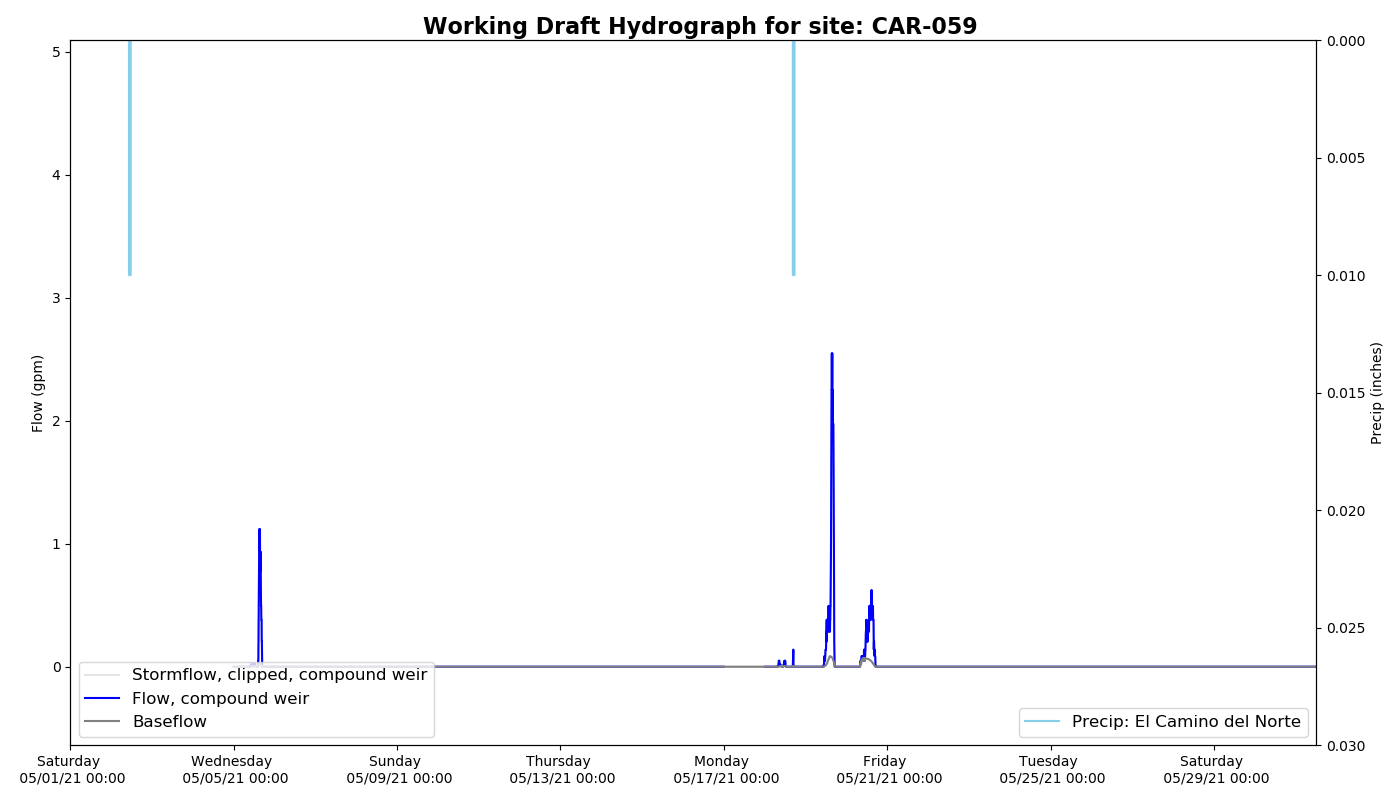 Working Draft Hydrograph for site: CAR-059
5
4
3
2
1
0
Flow (gpm)
0.000
0.005
0.010
0.015
0.020
0.025
0.030
Precip (inches)
Stormflow, clipped, compound weir
Flow, compound weir
Baseflow
Precip: El Camino del Norte
Saturday
05/01/21 00:00
Wednesday
05/05/21 00:00
Sunday
05/09/21 00:00
Thursday
05/13/21 00:00
Monday
05/17/21 00:00
Friday
05/21/21 00:00
Tuesday
05/25/21 00:00
Saturday
05/29/21 00:00